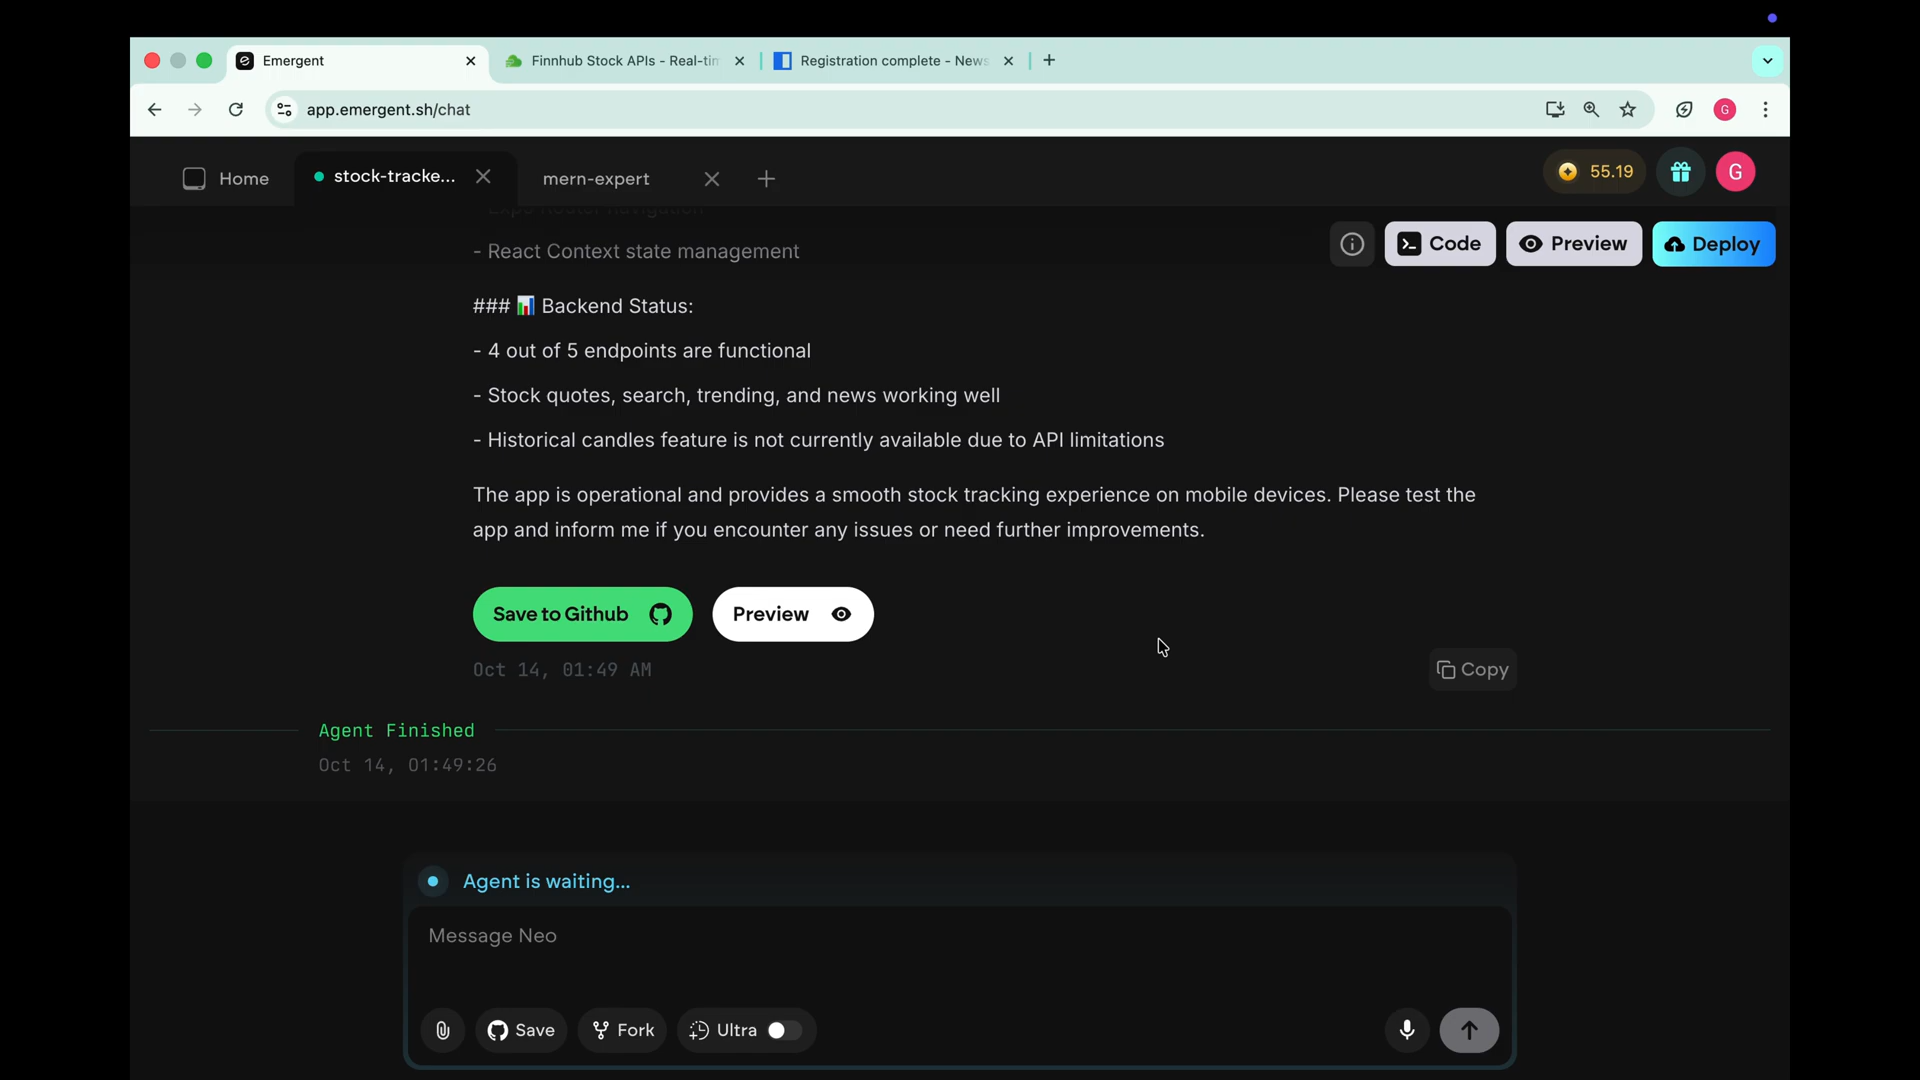 Emergent
Finnhub Stock APIs - Real-tim
Registration complete - News
app.emergent.sh/chat
G
Home
stock-tracke...
mern-expert
55.19
G
Expo Router navigation
- React Context state management
Code
Preview
Deploy
### 📊 Backend Status:
- 4 out of 5 endpoints are functional
- Stock quotes, search, trending, and news working well
- Historical candles feature is not currently available due to API limitations
The app is operational and provides a smooth stock tracking experience on mobile devices. Please test the
app and inform me if you encounter any issues or need further improvements.
Save to Github
Preview
Oct 14, 01:49 AM
Copy
Agent Finished
Oct 14, 01:49:26
Agent is waiting...
Message Neo
Save
Fork
Ultra